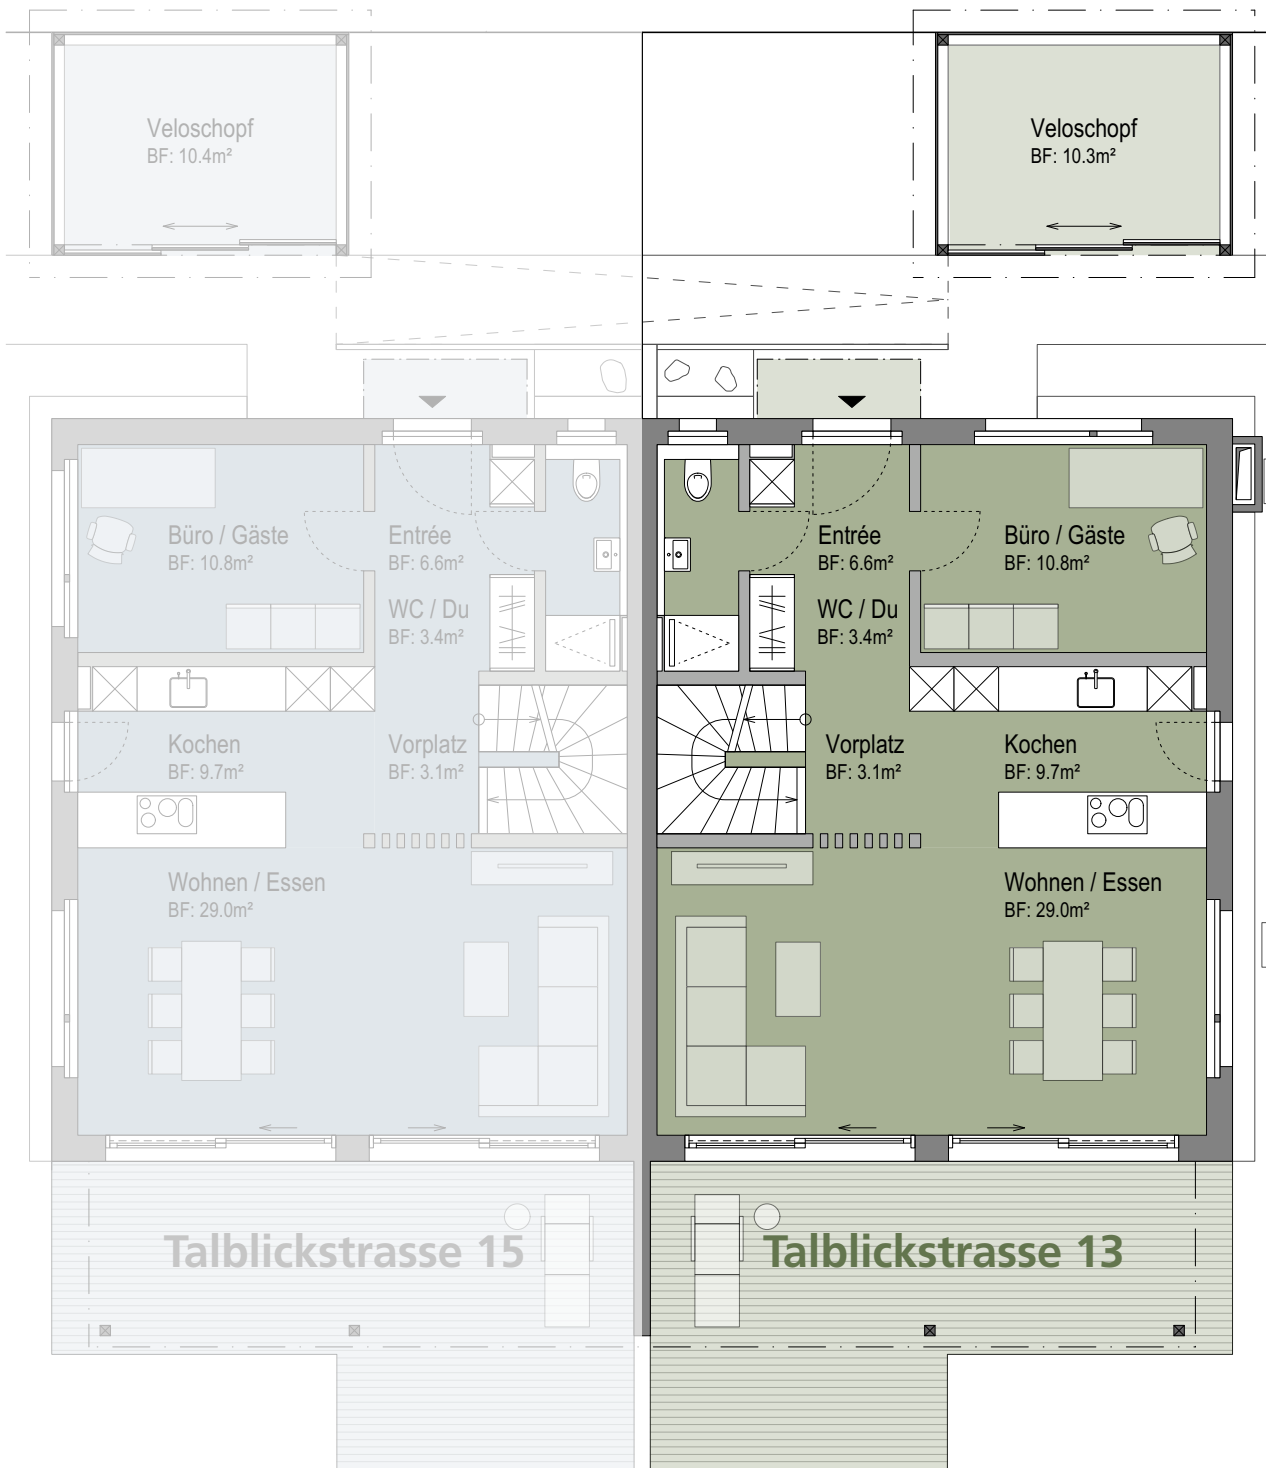 Veloschopf
BF: 10.4m²
Veloschopf
BF: 10.3m²
Büro / Gäste
BF: 10.8m²
Entrée
BF: 6.6m²
WC / Du
BF: 3.4m²
Entrée
BF: 6.6m²
WC / Du
BF: 3.4m²
Büro / Gäste
BF: 10.8m²
Kochen
BF: 9.7m²
Vorplatz
BF: 3.1m²
Vorplatz
BF: 3.1m²
Kochen
BF: 9.7m²
Wohnen / Essen
BF: 29.0m²
Wohnen / Essen
BF: 29.0m²
Talblickstrasse 15
Talblickstrasse 13